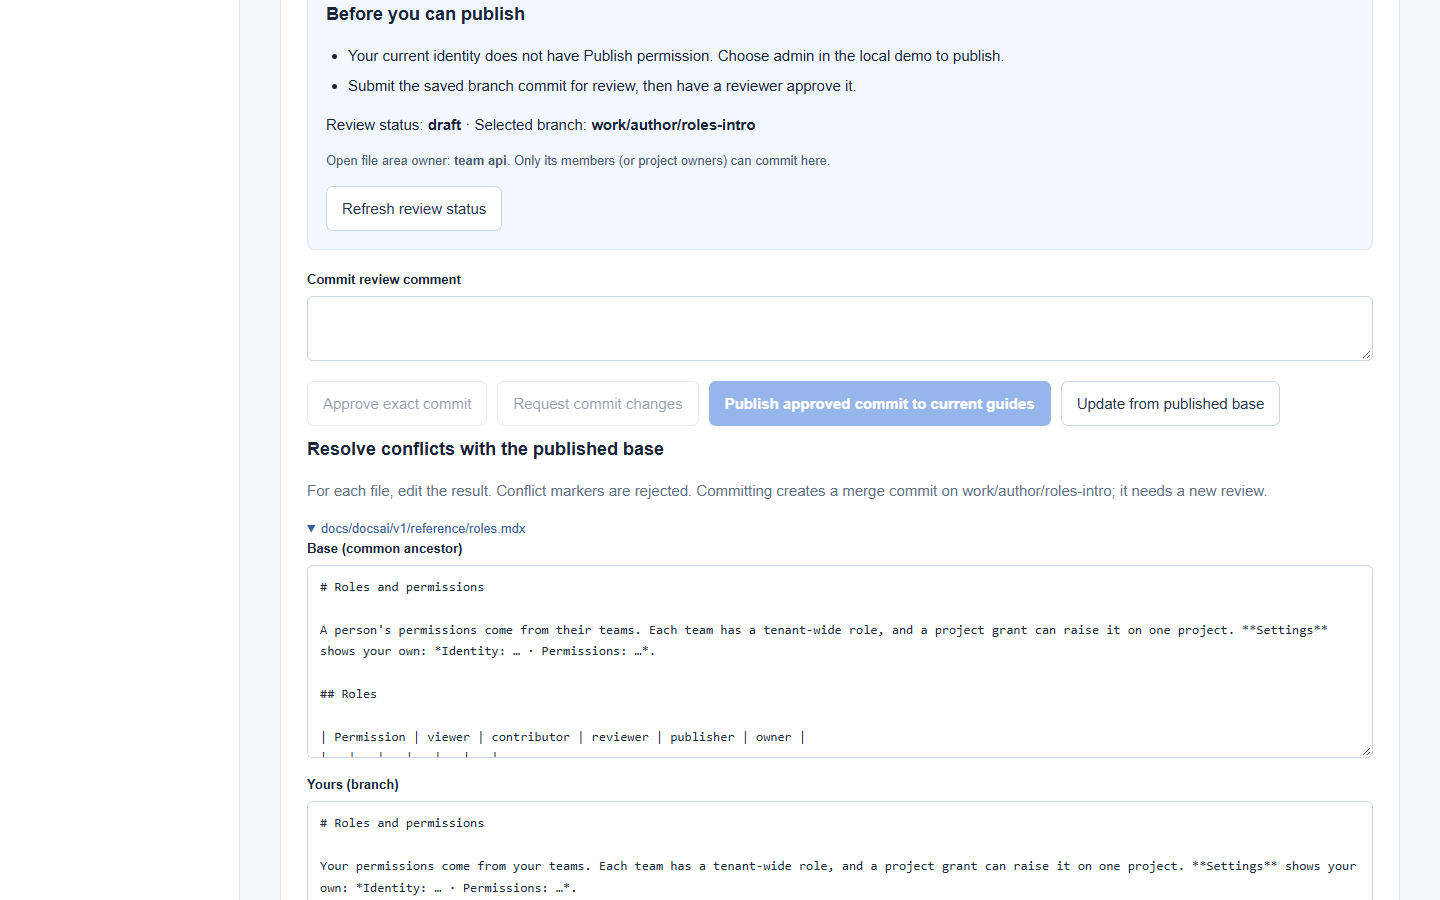 Before you can publish
• Your current identity does not have Publish permission. Choose admin in the local demo to publish.
• Submit the saved branch commit for review, then have a reviewer approve it.
Review status: draft · Selected branch: work/author/roles-intro
Open file area owner: team api. Only its members (or project owners) can commit here.
Refresh review status
Commit review comment
Approve exact commit
Request commit changes
Publish approved commit to current guides
Update from published base
Resolve conflicts with the published base
For each file, edit the result. Conflict markers are rejected. Committing creates a merge commit on work/author/roles-intro; it needs a new review.
▼ docs/docsai/v1/reference/roles.mdx
Base (common ancestor)
# Roles and permissions
A person's permissions come from their teams. Each team has a tenant-wide role, and a project grant can raise it on one project. **Settings**
shows your own: *Identity: … · Permissions: …*.
## Roles
| Permission | viewer | contributor | reviewer | publisher | owner |
Yours (branch)
# Roles and permissions
Your permissions come from your teams. Each team has a tenant-wide role, and a project grant can raise it on one project. **Settings** shows your
own: *Identity: … · Permissions: …*.